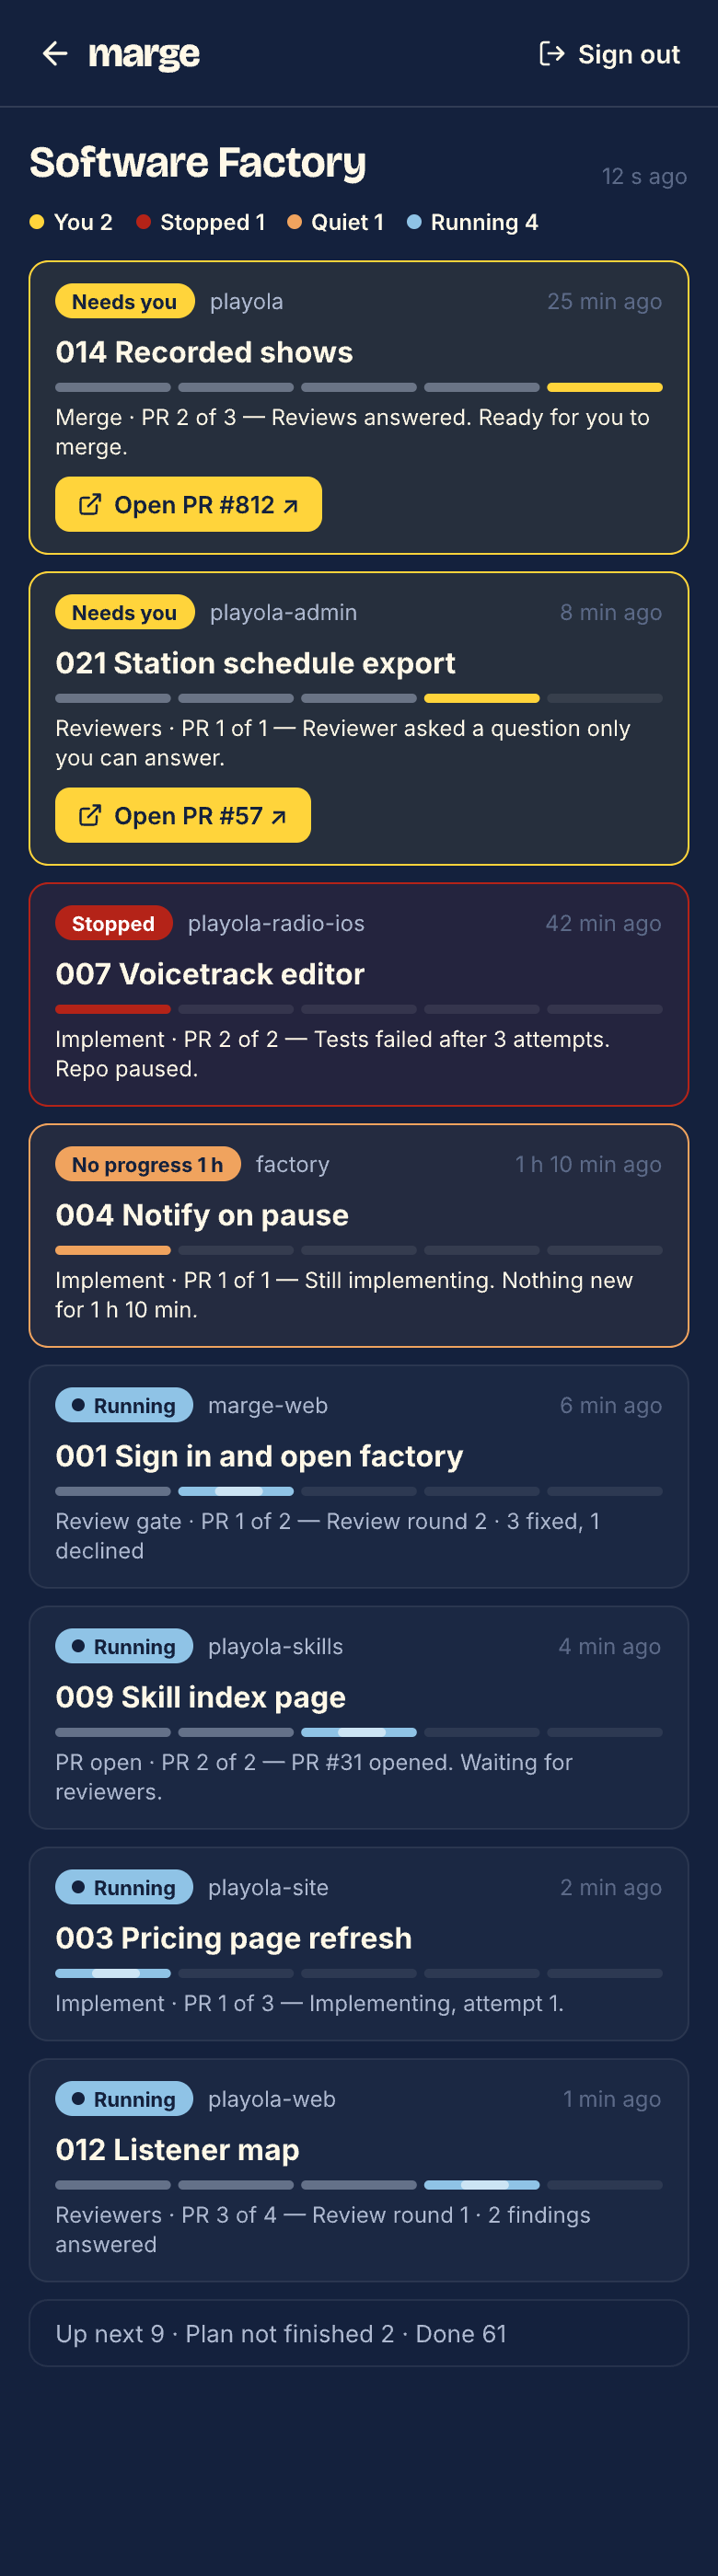 marge
Sign out
Software Factory
12 s ago
You 2
Stopped 1
Quiet 1
Running 4
Needs you
playola
25 min ago
014 Recorded shows
Merge · PR 2 of 3 — Reviews answered. Ready for you to
merge.
Open PR #812 ↗
Needs you
playola-admin
8 min ago
021 Station schedule export
Reviewers · PR 1 of 1 — Reviewer asked a question only
you can answer.
Open PR #57 ↗
Stopped
playola-radio-ios
42 min ago
007 Voicetrack editor
Implement · PR 2 of 2 — Tests failed after 3 attempts.
Repo paused.
No progress 1 h
factory
1 h 10 min ago
004 Notify on pause
Implement · PR 1 of 1 — Still implementing. Nothing new
for 1 h 10 min.
Running
marge-web
6 min ago
001 Sign in and open factory
Review gate · PR 1 of 2 — Review round 2 · 3 fixed, 1
declined
Running
playola-skills
4 min ago
009 Skill index page
PR open · PR 2 of 2 — PR #31 opened. Waiting for
reviewers.
Running
playola-site
2 min ago
003 Pricing page refresh
Implement · PR 1 of 3 — Implementing, attempt 1.
Running
playola-web
1 min ago
012 Listener map
Reviewers · PR 3 of 4 — Review round 1 · 2 findings
answered
Up next 9 · Plan not finished 2 · Done 61